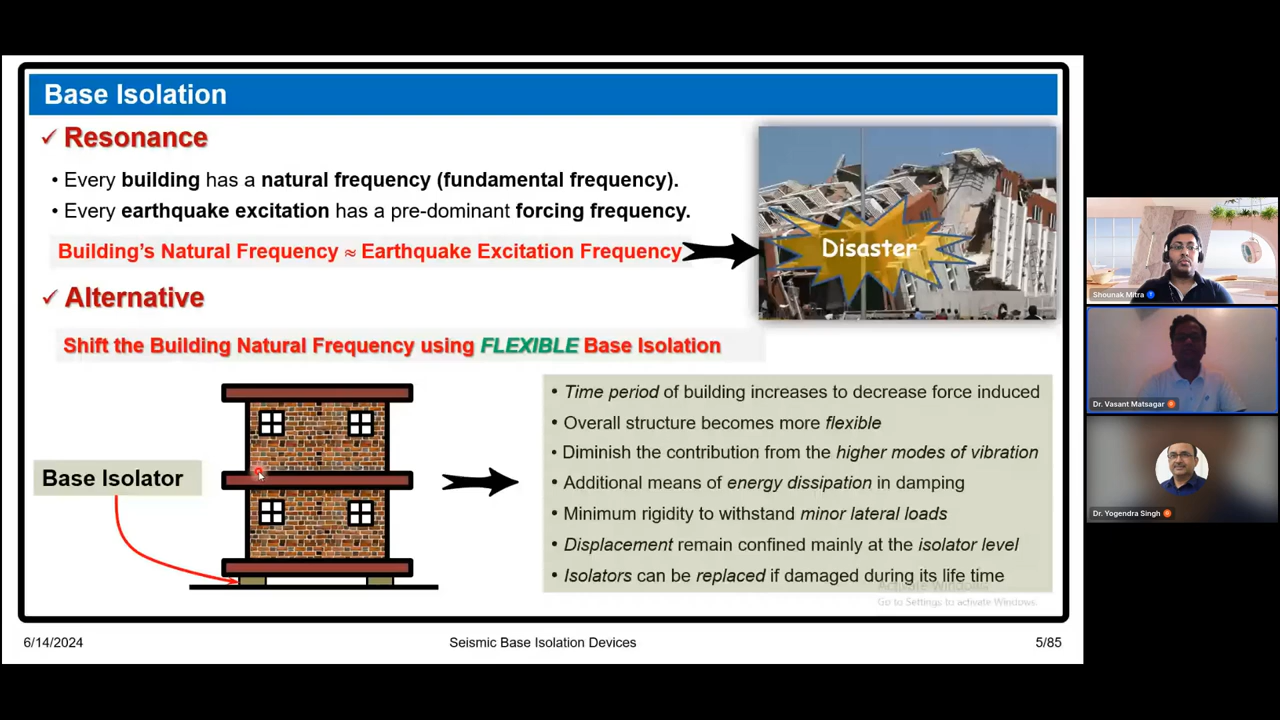 Base Isolation
✓ Resonance
• Every building has a natural frequency (fundamental frequency).
• Every earthquake excitation has a pre-dominant forcing frequency.
Building's Natural Frequency ≈ Earthquake Excitation Frequency
Disaster
✓ Alternative
Shift the Building Natural Frequency using FLEXIBLE Base Isolation
Base Isolator
• Time period of building increases to decrease force induced
• Overall structure becomes more flexible
• Diminish the contribution from the higher modes of vibration
• Additional means of energy dissipation in damping
• Minimum rigidity to withstand minor lateral loads
• Displacement remain confined mainly at the isolator level
• Isolators can be replaced if damaged during its life time
Activate Windows
Go to Settings to activate Windows.
6/14/2024
Seismic Base Isolation Devices
5/85
Shounak Mitra
Dr. Vasant Matsagar
Dr. Yogendra Singh